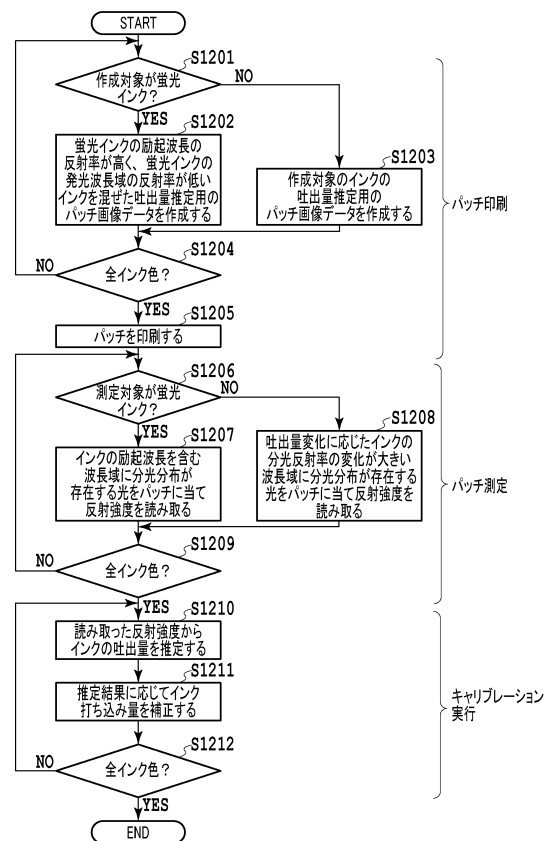 START
S1201
作成対象が蛍光
インク？
NO
YES
S1202
蛍光インクの励起波長の
反射率が高く、蛍光インクの
発光波長域の反射率が低い
インクを混ぜた吐出量推定用の
パッチ画像データを作成する
S1203
作成対象のインクの
吐出量推定用の
パッチ画像データを作成する
パッチ印刷
S1204
NO
全インク色？
YES
S1205
パッチを印刷する
S1206
測定対象が蛍光
インク？
NO
YES
S1207
インクの励起波長を含む
波長域に分光分布が
存在する光をパッチに当て
反射強度を読み取る
S1208
吐出量変化に応じたインクの
分光反射率の変化が大きい
波長域に分光分布が存在する
光をパッチに当て反射強度を
読み取る
パッチ測定
S1209
NO
全インク色？
YES
S1210
読み取った反射強度から
インクの吐出量を推定する
S1211
推定結果に応じてインク
打ち込み量を補正する
キャリブレーション
実行
S1212
NO
全インク色？
YES
END